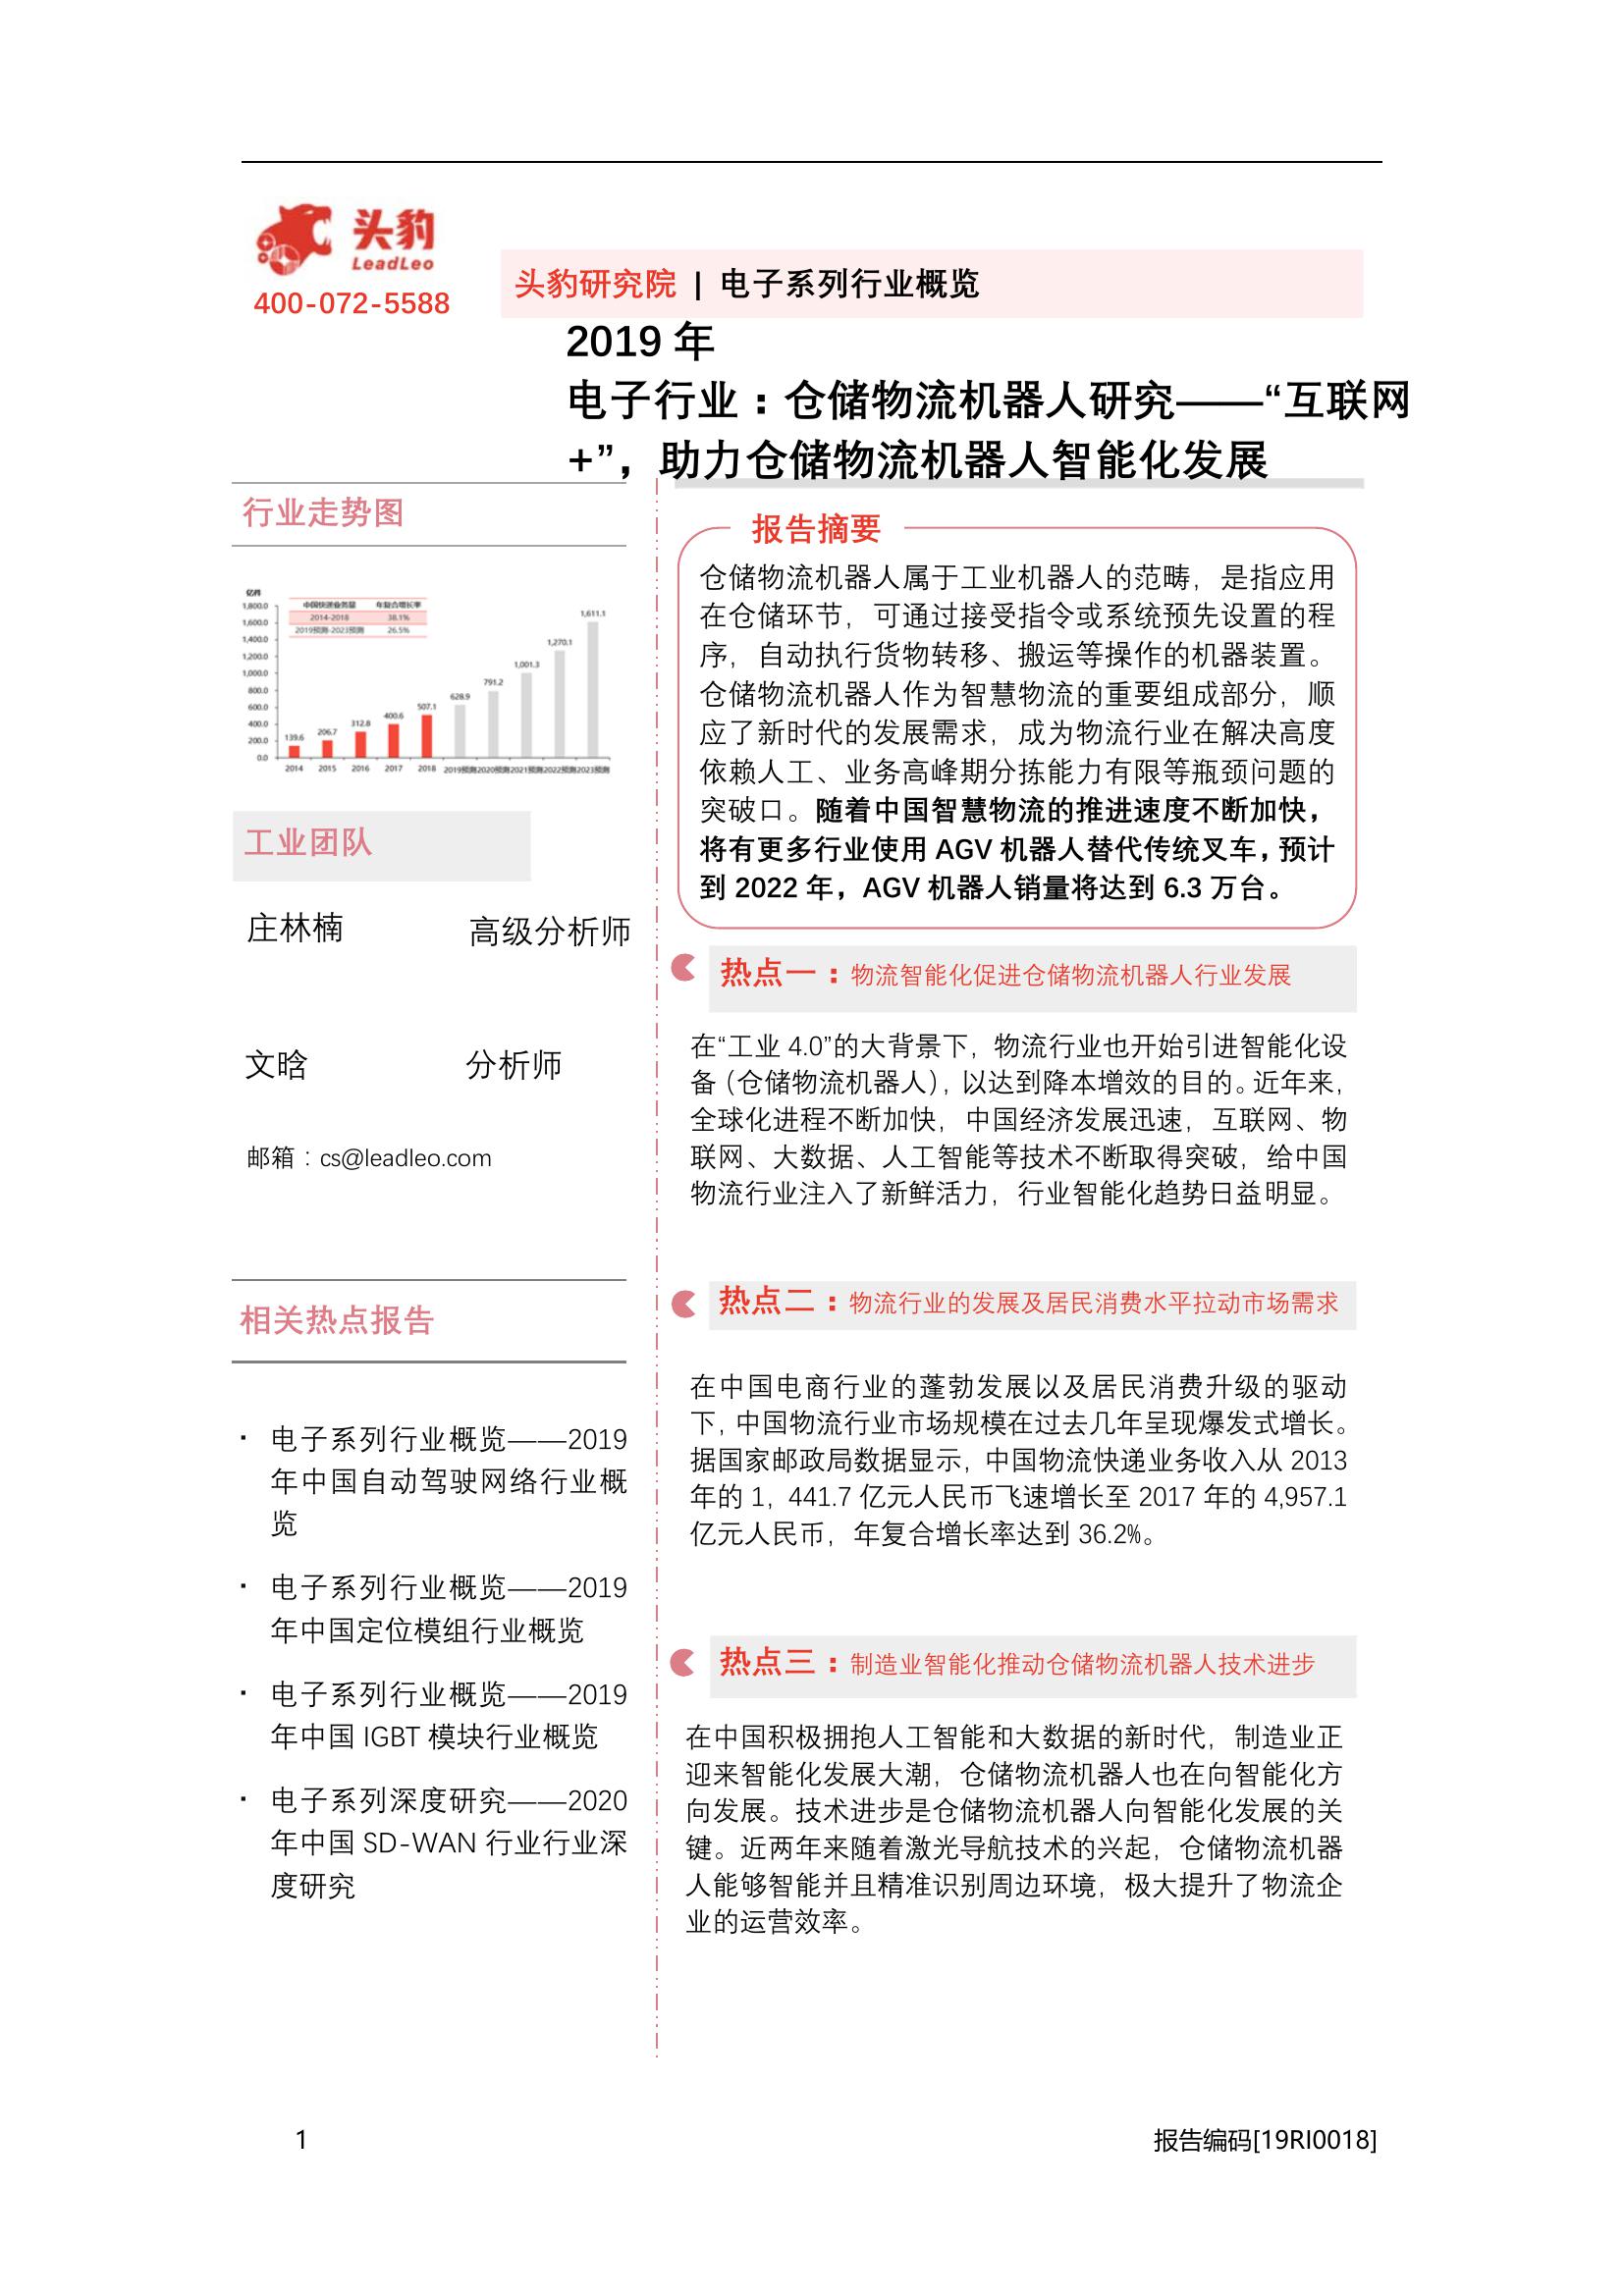 头豹
LeadLeo
400-072-5588
头豹研究院 | 电子系列行业概览
2019 年
电子行业：仓储物流机器人研究——“互联网
+”，助力仓储物流机器人智能化发展
行业走势图
亿件
1,800.0
1,600.0
1,400.0
1,200.0
1,000.0
800.0
600.0
400.0
200.0
0.0
中国快递业务量 年复合增长率
2014-2018 38.1%
2019预测-2023预测 26.5%
139.6
206.7
312.8
400.6
507.1
628.9
791.2
1,001.3
1,270.1
1,611.1
2014 2015 2016 2017 2018 2019预测 2020预测 2021预测 2022预测 2023预测
工业团队
庄林楠 高级分析师
文晗 分析师
邮箱：cs@leadleo.com
相关热点报告
· 电子系列行业概览——2019
年中国自动驾驶网络行业概
览
· 电子系列行业概览——2019
年中国定位模组行业概览
· 电子系列行业概览——2019
年中国 IGBT 模块行业概览
· 电子系列深度研究——2020
年中国 SD-WAN 行业行业深
度研究
报告摘要
仓储物流机器人属于工业机器人的范畴，是指应用
在仓储环节，可通过接受指令或系统预先设置的程
序，自动执行货物转移、搬运等操作的机器装置。
仓储物流机器人作为智慧物流的重要组成部分，顺
应了新时代的发展需求，成为物流行业在解决高度
依赖人工、业务高峰期分拣能力有限等瓶颈问题的
突破口。随着中国智慧物流的推进速度不断加快，
将有更多行业使用 AGV 机器人替代传统叉车，预计
到 2022 年，AGV 机器人销量将达到 6.3 万台。
热点一：物流智能化促进仓储物流机器人行业发展
在“工业 4.0”的大背景下，物流行业也开始引进智能化设
备（仓储物流机器人），以达到降本增效的目的。近年来，
全球化进程不断加快，中国经济发展迅速，互联网、物
联网、大数据、人工智能等技术不断取得突破，给中国
物流行业注入了新鲜活力，行业智能化趋势日益明显。
热点二：物流行业的发展及居民消费水平拉动市场需求
在中国电商行业的蓬勃发展以及居民消费升级的驱动
下，中国物流行业市场规模在过去几年呈现爆发式增长。
据国家邮政局数据显示，中国物流快递业务收入从 2013
年的 1，441.7 亿元人民币飞速增长至 2017 年的 4,957.1
亿元人民币，年复合增长率达到 36.2%。
热点三：制造业智能化推动仓储物流机器人技术进步
在中国积极拥抱人工智能和大数据的新时代，制造业正
迎来智能化发展大潮，仓储物流机器人也在向智能化方
向发展。技术进步是仓储物流机器人向智能化发展的关
键。近两年来随着激光导航技术的兴起，仓储物流机器
人能够智能并且精准识别周边环境，极大提升了物流企
业的运营效率。
1 报告编码[19RI0018]